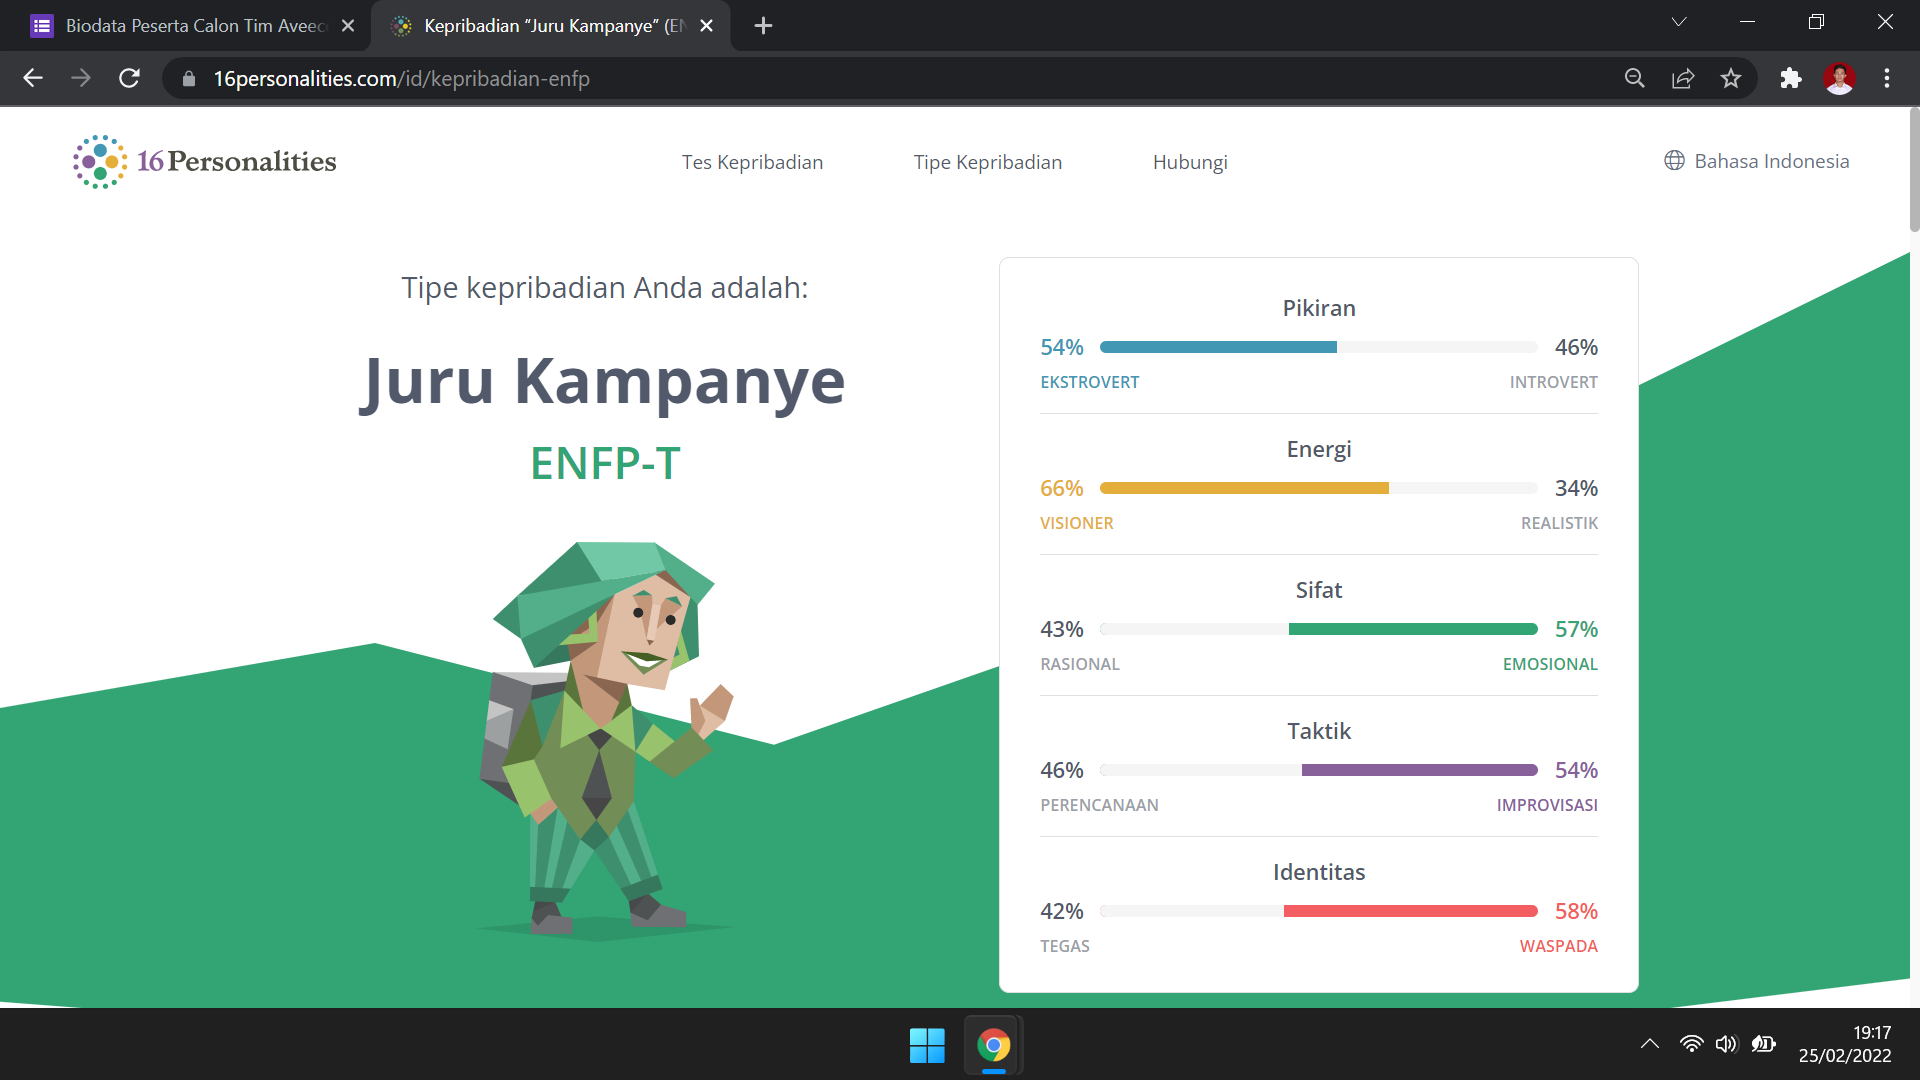 Biodata Peserta Calon Tim Aveec
Kepribadian “Juru Kampanye” (EN
16personalities.com/id/kepribadian-enfp
16Personalities
Tes Kepribadian
Tipe Kepribadian
Hubungi
Bahasa Indonesia
Tipe kepribadian Anda adalah:
Juru Kampanye
ENFP-T
Pikiran
54% 46%
EKSTROVERT INTROVERT
Energi
66% 34%
VISIONER REALISTIK
Sifat
43% 57%
RASIONAL EMOSIONAL
Taktik
46% 54%
PERENCANAAN IMPROVISASI
Identitas
42% 58%
TEGAS WASPADA
19:17
25/02/2022